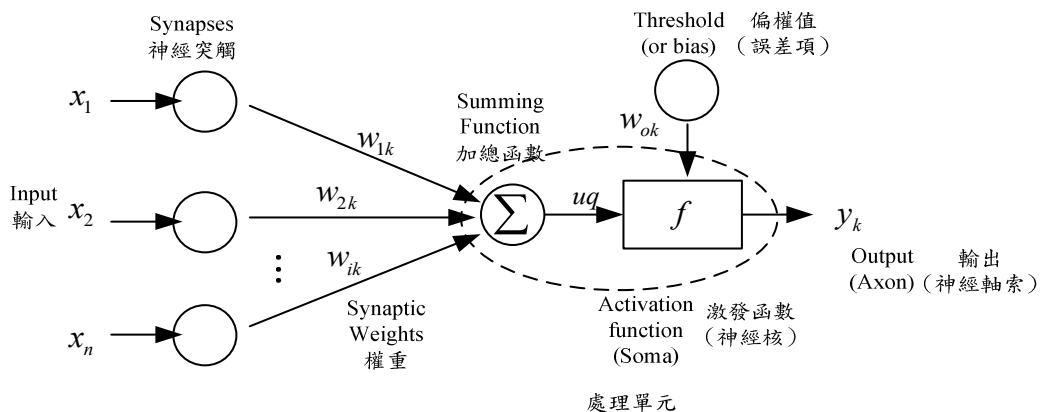 Synapses
神經突觸
x1
Input
輸入
x2
⋮
xn
w1k
w2k
wik
Synaptic
Weights
權重
Summing
Function
加總函數
Σ
uq
Threshold
(or bias)
偏權值
(誤差項)
wok
f
yk
Output
(Axon)
輸出
(神經軸索)
Activation
function
(Soma)
激發函數
(神經核)
處理單元